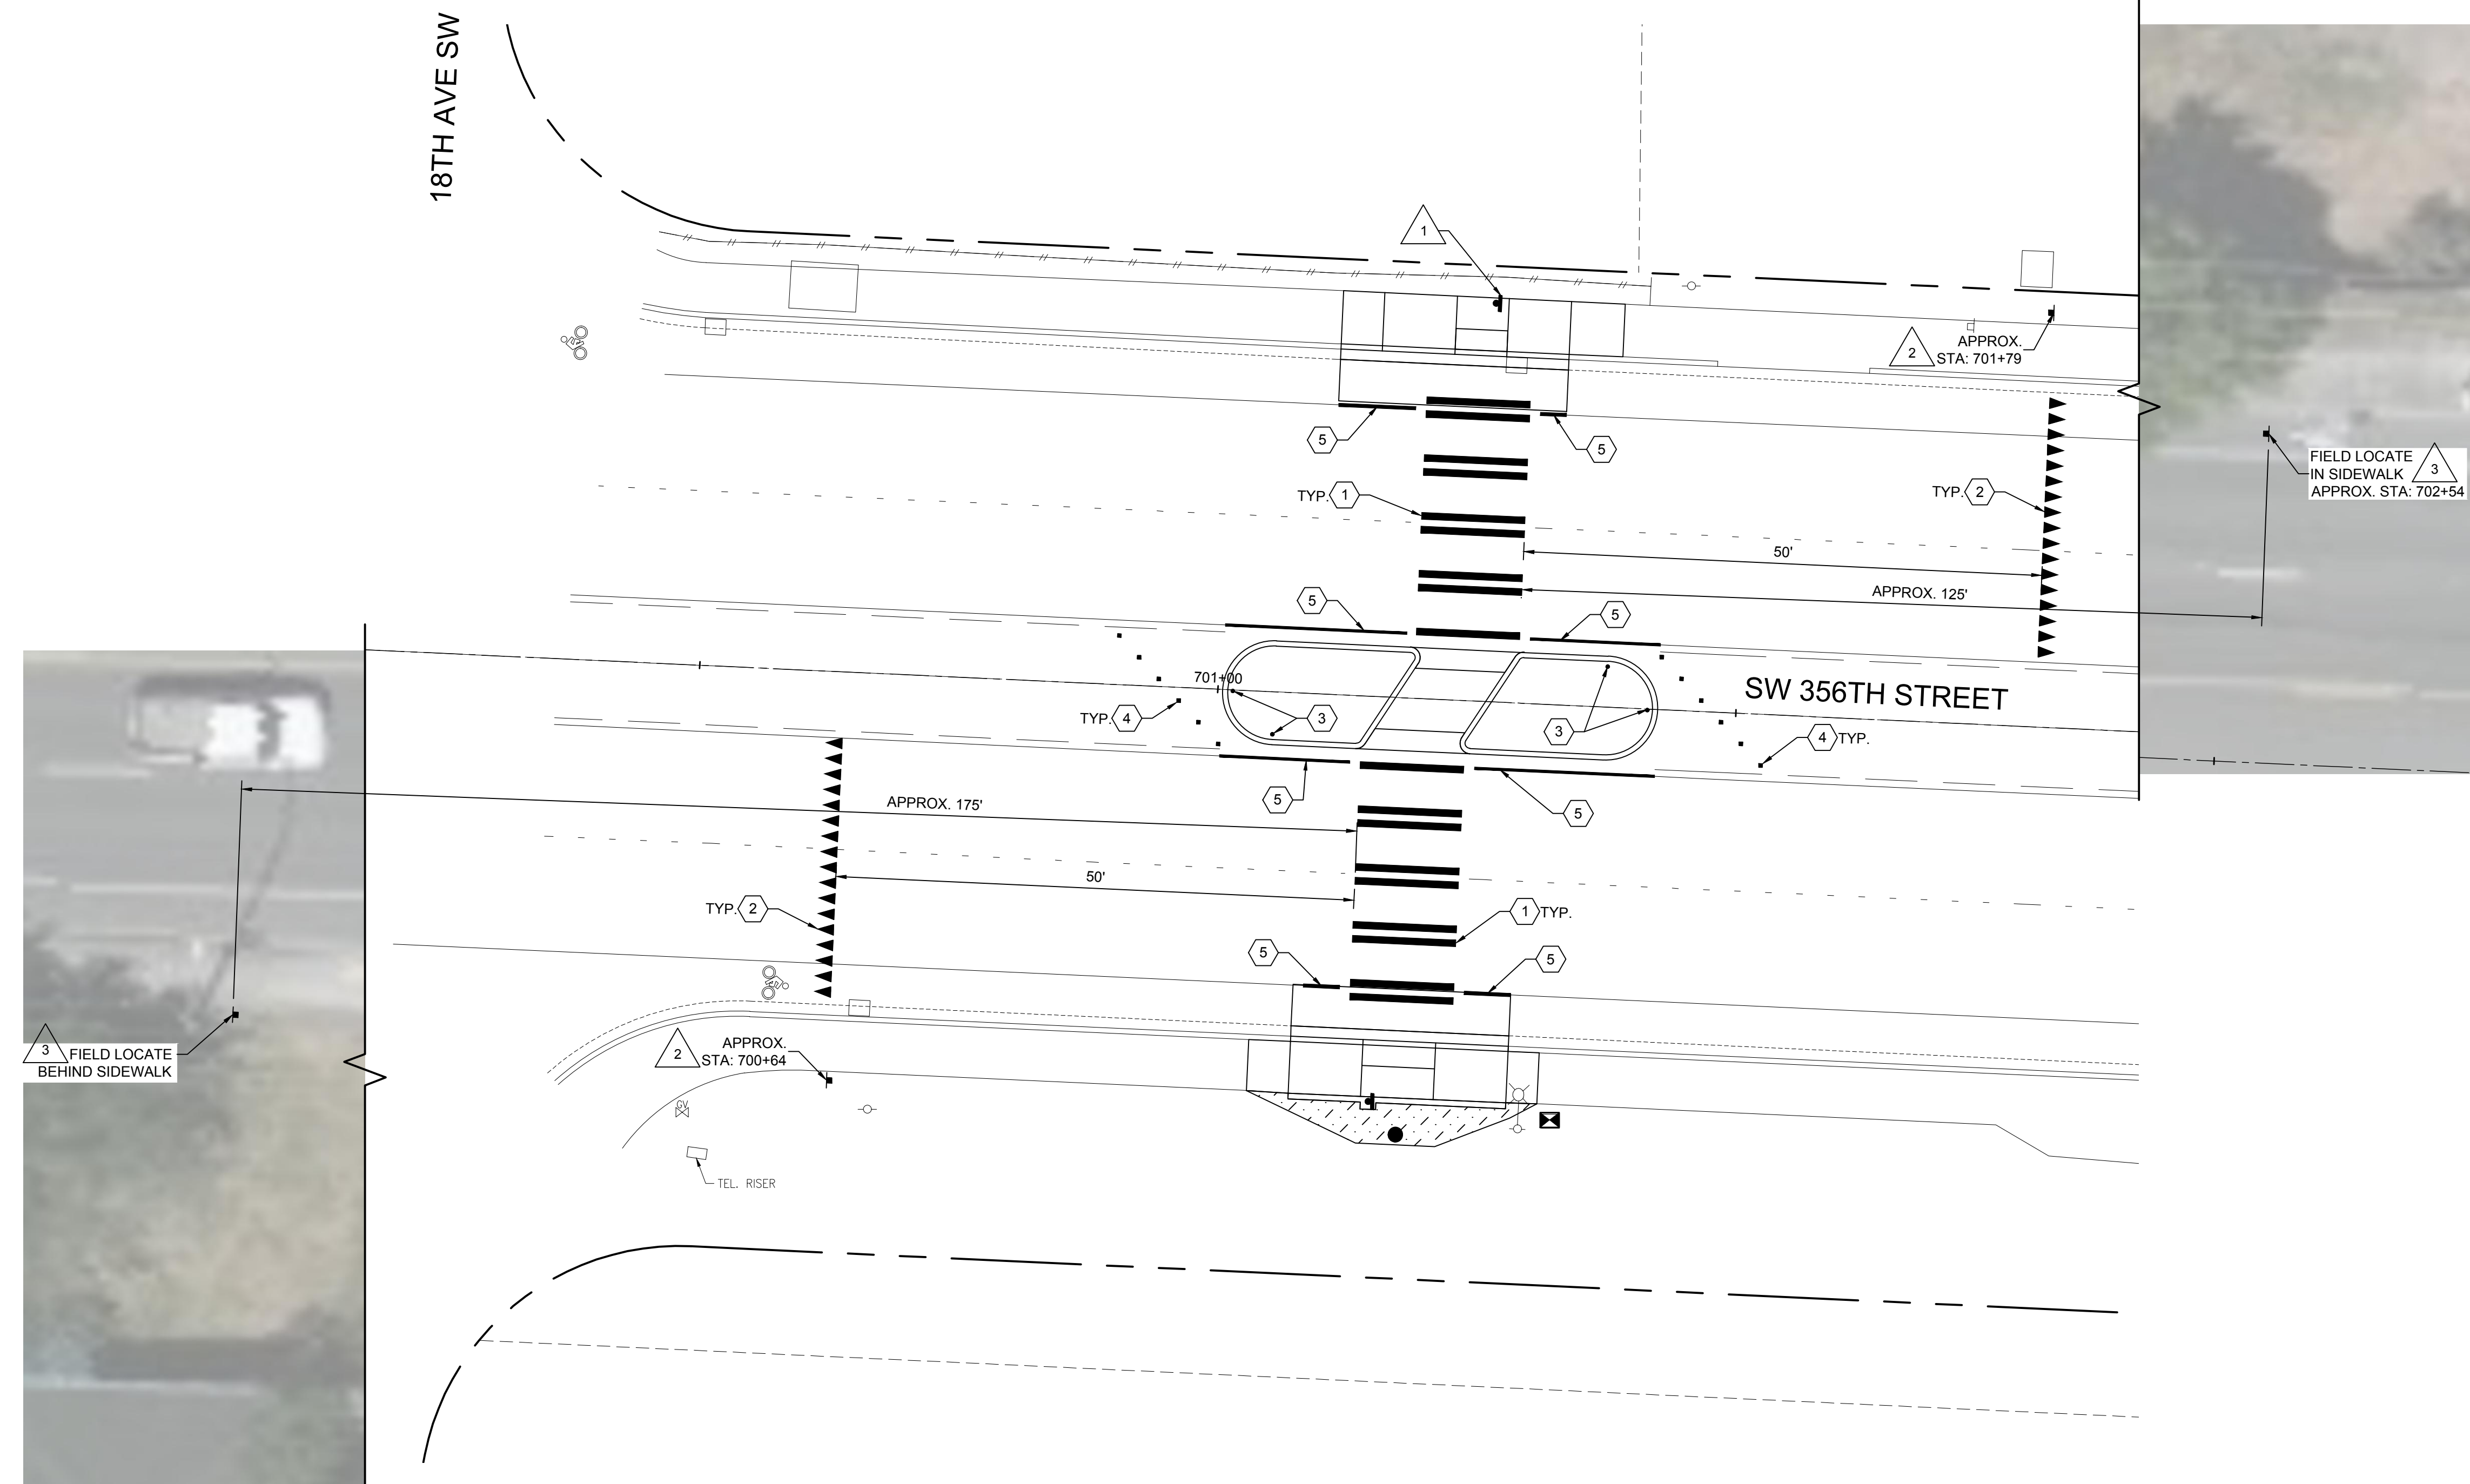 18TH AVE SW
1
APPROX.
2
STA: 701+79
5
5
FIELD LOCATE
3
IN SIDEWALK
APPROX. STA: 702+54
TYP. 1
TYP. 2
50'
APPROX. 125'
5
5
701+00
SW 356TH STREET
TYP. 4
3
3
4 TYP.
5
5
APPROX. 175'
50'
TYP. 2
1 TYP.
5
5
3
FIELD LOCATE
BEHIND SIDEWALK
2
APPROX.
STA: 700+64
GV
TEL. RISER